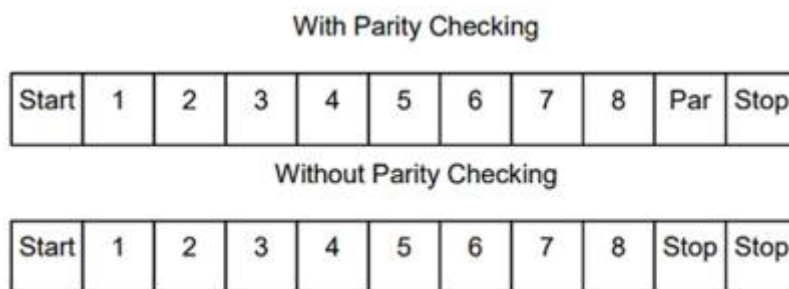 With Parity Checking
Start 1 2 3 4 5 6 7 8 Par Stop
Without Parity Checking
Start 1 2 3 4 5 6 7 8 Stop Stop